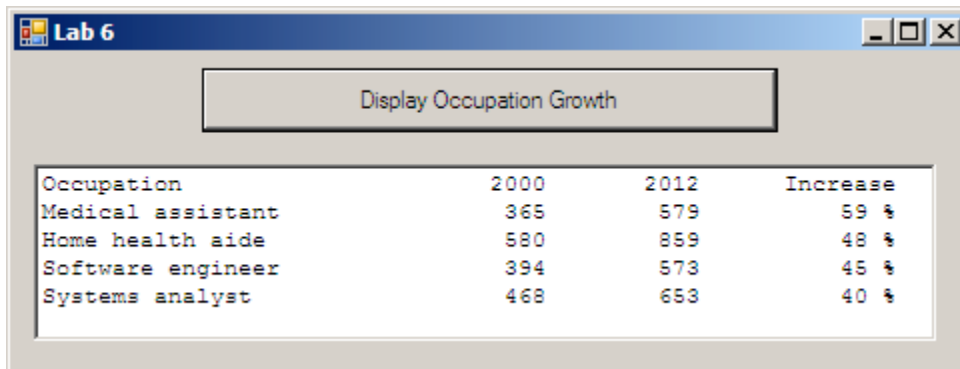 Lab 6
Display Occupation Growth
Occupation 2000 2012 Increase
Medical assistant 365 579 59 %
Home health aide 580 859 48 %
Software engineer 394 573 45 %
Systems analyst 468 653 40 %